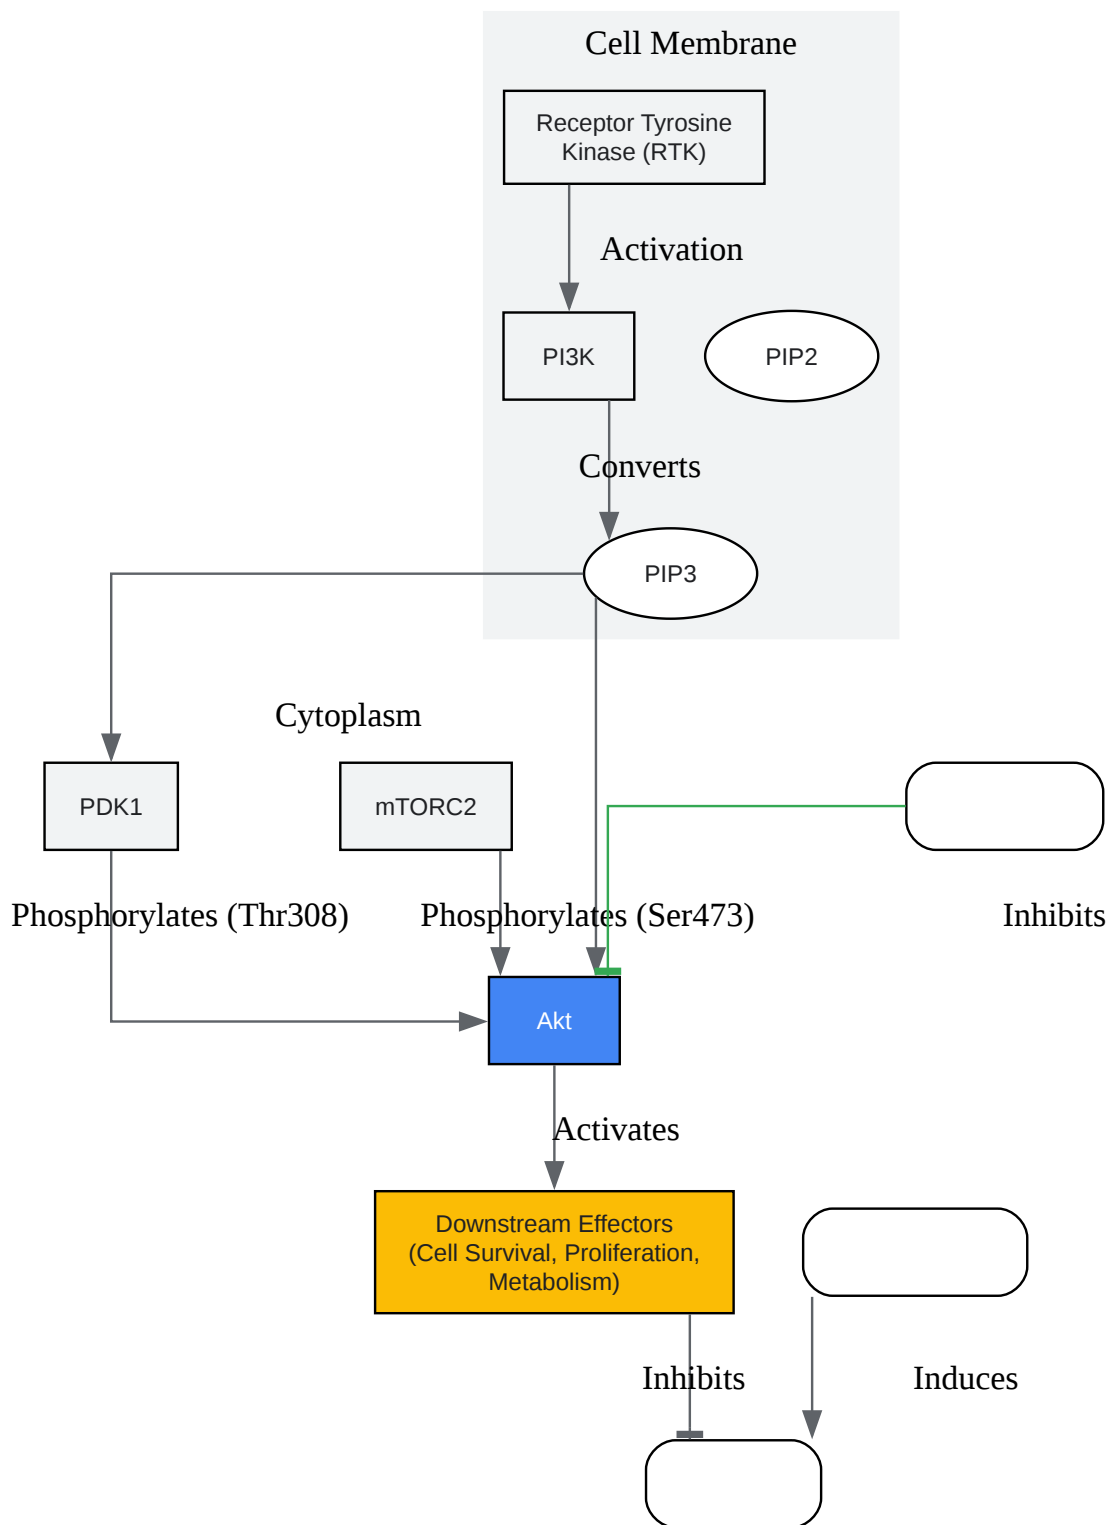 Cell Membrane
Receptor Tyrosine
Kinase (RTK)
Activation
PI3K
PIP2
Converts
PIP3
Cytoplasm
PDK1
mTORC2
Phosphorylates (Thr308)
Phosphorylates (Ser473)
Inhibits
Akt
Activates
Downstream Effectors
(Cell Survival, Proliferation,
Metabolism)
Inhibits
Induces